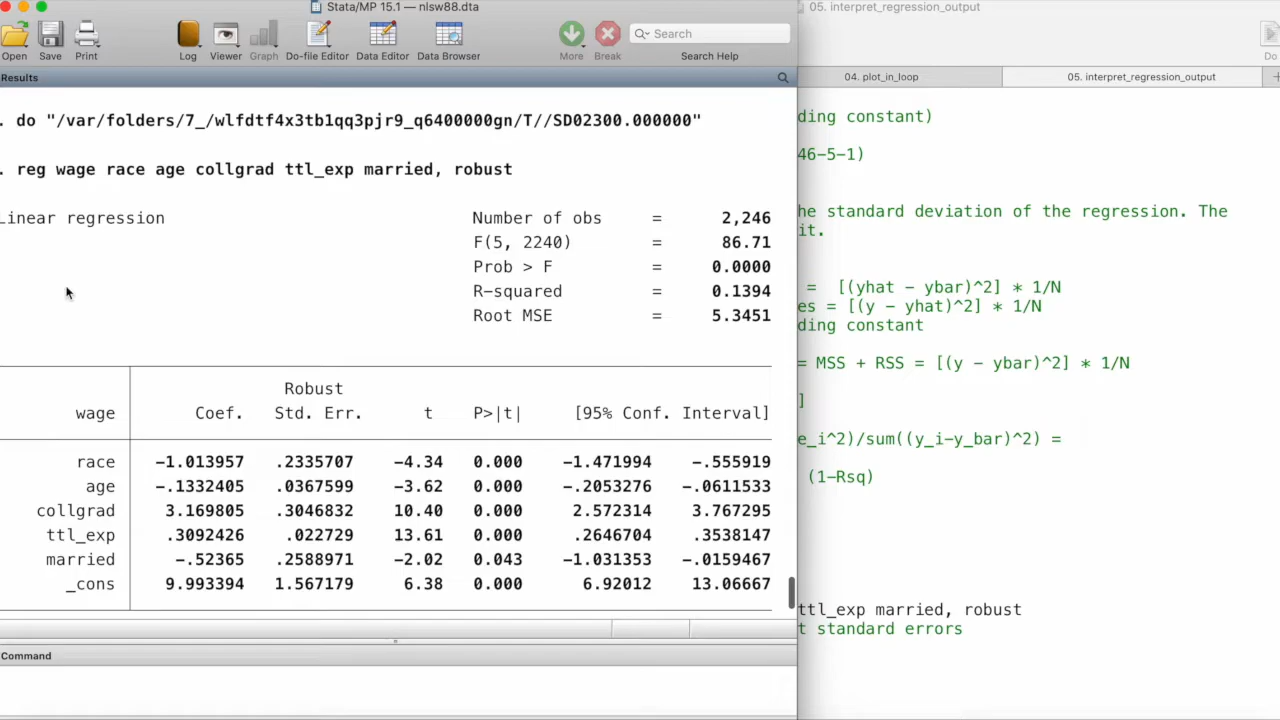 Stata/MP 15.1 — nlsw88.dta
05. interpret_regression_output
Open Save Print Log Viewer Graph Do-file Editor Data Editor Data Browser More Break Search
Search Help
Do
Results
04. plot_in_loop 05. interpret_regression_output +
. do "/var/folders/7_/wlfdtf4x3tb1qq3pjr9_q6400000gn/T//SD02300.000000"
. reg wage race age collgrad ttl_exp married, robust
Linear regression Number of obs = 2,246
F(5, 2240) = 86.71
Prob > F = 0.0000
R-squared = 0.1394
Root MSE = 5.3451
Robust
wage Coef. Std. Err. t P>|t| [95% Conf. Interval]
race -1.013957 .2335707 -4.34 0.000 -1.471994 -.555919
age -.1332405 .0367599 -3.62 0.000 -.2053276 -.0611533
collgrad 3.169805 .3046832 10.40 0.000 2.572314 3.767295
ttl_exp .3092426 .022729 13.61 0.000 .2646704 .3538147
married -.52365 .2588971 -2.02 0.043 -1.031353 -.0159467
_cons 9.993394 1.567179 6.38 0.000 6.92012 13.06667
Command
ding constant)
46-5-1)
he standard deviation of the regression. The
it.
= [(yhat - ybar)^2] * 1/N
es = [(y - yhat)^2] * 1/N
ding constant
= MSS + RSS = [(y - ybar)^2] * 1/N
]
e_i^2)/sum((y_i-y_bar)^2) =
(1-Rsq)
ttl_exp married, robust
t standard errors